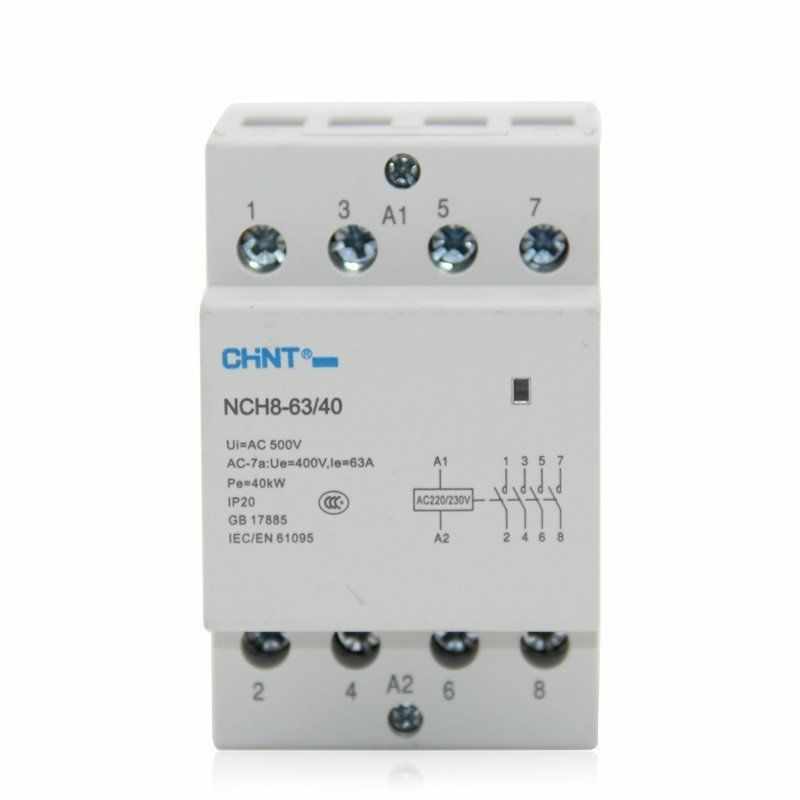 1 3 A1 5 7
CHNT®
NCH8-63/40
Ui=AC 500V
AC-7a:Ue=400V,Ie=63A
Pe=40kW
IP20
CCC
GB 17885
IEC/EN 61095
A1 1 3 5 7
AC220/230V
A2 2 4 6 8
2 4 A2 6 8